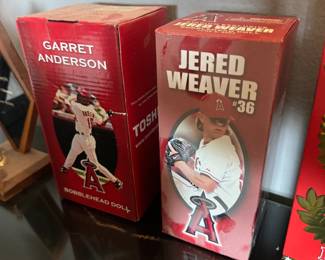 GARRET
ANDERSON
A
BOBBLEHEAD DOLL
TOSH
JERED WEAVER
JERED
WEAVER
#36
A